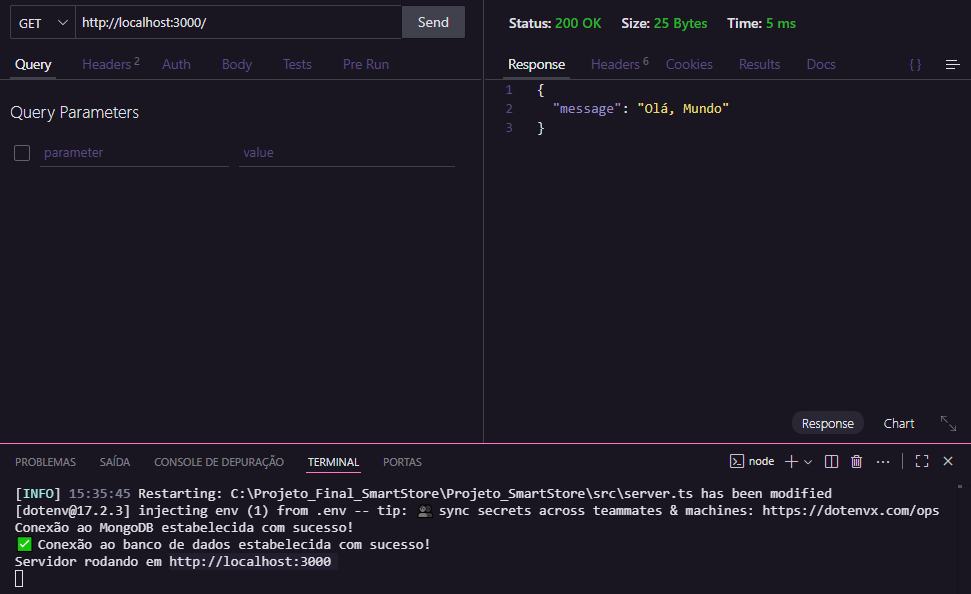 GET http://localhost:3000/ Send
Query Headers 2 Auth Body Tests Pre Run
Query Parameters
parameter value
Status: 200 OK Size: 25 Bytes Time: 5 ms
Response Headers 6 Cookies Results Docs { }
1 {
2 "message": "Olá, Mundo"
3 }
Response Chart
PROBLEMAS SAÍDA CONSOLE DE DEPURAÇÃO TERMINAL PORTAS node
[INFO] 15:35:45 Restarting: C:\Projeto_Final_SmartStore\Projeto_SmartStore\src\server.ts has been modified
[dotenv@17.2.3] injecting env (1) from .env -- tip: 👥 sync secrets across teammates & machines: https://dotenvx.com/ops
Conexão ao MongoDB estabelecida com sucesso!
✅ Conexão ao banco de dados estabelecida com sucesso!
Servidor rodando em http://localhost:3000